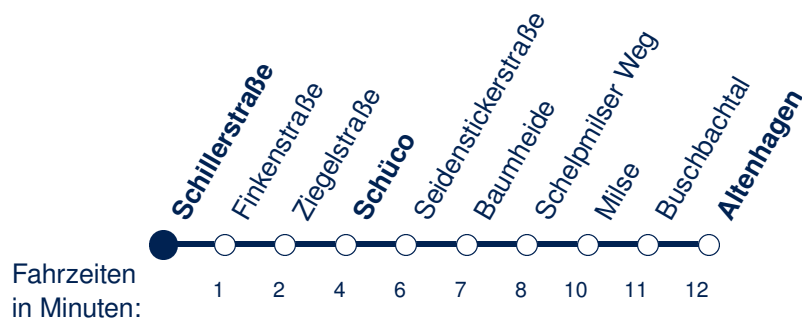 Schillerstraße
Finkenstraße
Ziegelstraße
Schüco
Seidenstickerstraße
Baumheide
Schelpmilser Weg
Milse
Buschbachtal
Altenhagen
Fahrzeiten
in Minuten:
1 2 4 6 7 8 10 11 12